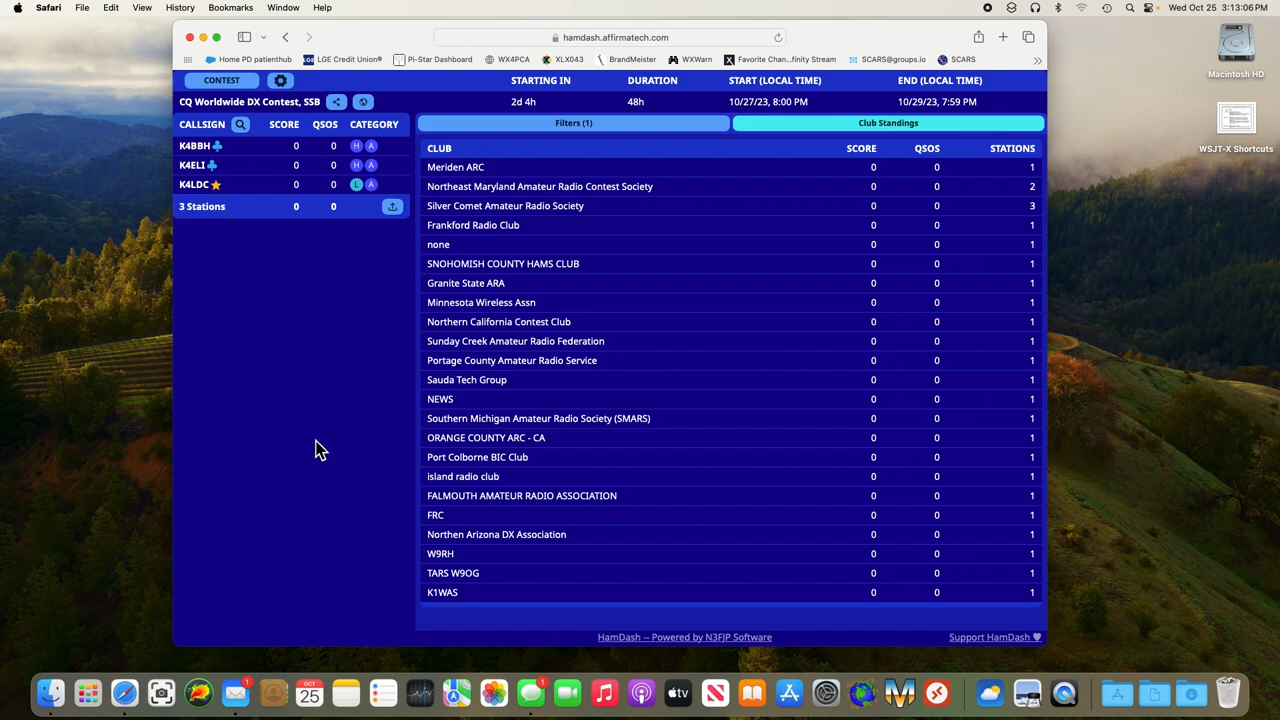 Safari File Edit View History Bookmarks Window Help Wed Oct 25 3:13:06 PM
hamdash.affirmatech.com
Home PD patienthub LGE Credit Union® Pi-Star Dashboard WX4PCA XLX043 BrandMeister WXWarn Favorite Chan...finity Stream SCARS@groups.io SCARS
CONTEST STARTING IN DURATION START (LOCAL TIME) END (LOCAL TIME)
CQ Worldwide DX Contest, SSB 2d 4h 48h 10/27/23, 8:00 PM 10/29/23, 7:59 PM
CALLSIGN SCORE QSOS CATEGORY
K4BBH 0 0 H A
K4ELI 0 0 H A
K4LDC 0 0 L A
3 Stations 0 0
Filters (1) Club Standings
CLUB SCORE QSOS STATIONS
Meriden ARC 0 0 1
Northeast Maryland Amateur Radio Contest Society 0 0 2
Silver Comet Amateur Radio Society 0 0 3
Frankford Radio Club 0 0 1
none 0 0 1
SNOHOMISH COUNTY HAMS CLUB 0 0 1
Granite State ARA 0 0 1
Minnesota Wireless Assn 0 0 1
Northern California Contest Club 0 0 1
Sunday Creek Amateur Radio Federation 0 0 1
Portage County Amateur Radio Service 0 0 1
Sauda Tech Group 0 0 1
NEWS 0 0 1
Southern Michigan Amateur Radio Society (SMARS) 0 0 1
ORANGE COUNTY ARC - CA 0 0 1
Port Colborne BIC Club 0 0 1
island radio club 0 0 1
FALMOUTH AMATEUR RADIO ASSOCIATION 0 0 1
FRC 0 0 1
Northen Arizona DX Association 0 0 1
W9RH 0 0 1
TARS W9OG 0 0 1
K1WAS 0 0 1
HamDash -- Powered by N3FJP Software Support HamDash
Macintosh HD
WSJT-X Shortcuts
OCT
25
1
1